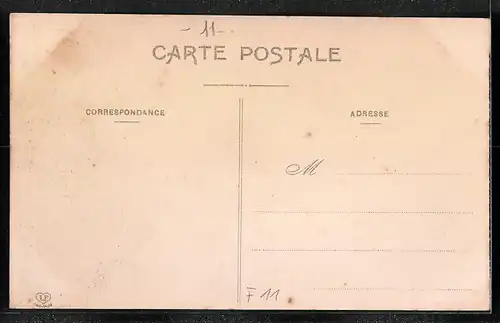 - 11 -
CARTE POSTALE
CORRESPONDANCE
ADRESSE
M
F 11